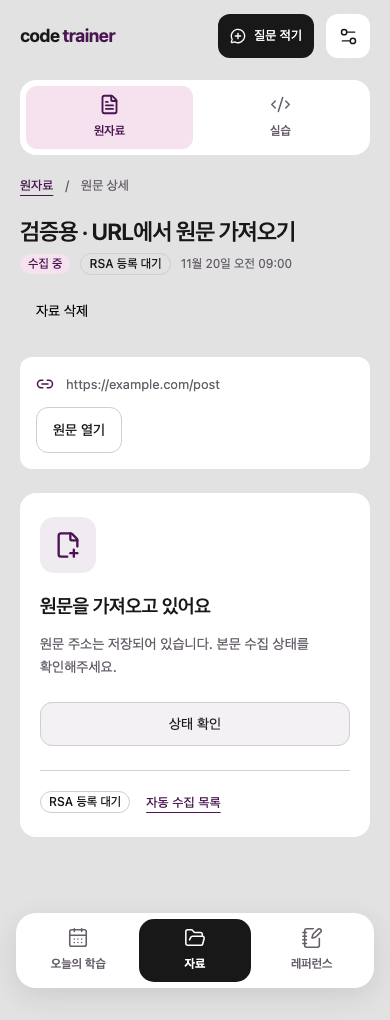 code trainer
질문 적기
원자료
실습
원자료 / 원문 상세
검증용 · URL에서 원문 가져오기
수집 중 RSA 등록 대기 11월 20일 오전 09:00
자료 삭제
https://example.com/post
원문 열기
원문을 가져오고 있어요
원문 주소는 저장되어 있습니다. 본문 수집 상태를
확인해주세요.
상태 확인
RSA 등록 대기 자동 수집 목록
오늘의 학습
자료
레퍼런스